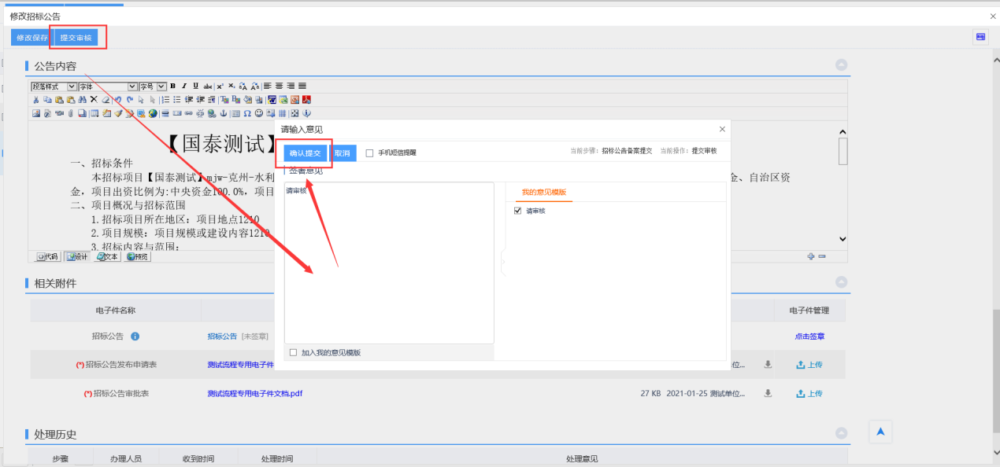 修改招标公告
修改保存 提交审核
公告内容
段落样式 字体 字号
【国泰测试】
一、招标条件
本招标项目【国泰测试】mjw-克州-水利
金、自治区资
金，项目出资比例为:中央资金100.0%，项目
二、项目概况与招标范围
1.招标项目所在地区：项目地点1210
2.项目规模：项目规模或建设内容1210
3.招标内容与范围：
代码 设计 文本 预览
请输入意见
确认提交 取消 手机短信提醒 当前步骤：招标公告备案提交 当前操作：提交审核
签署意见
请审核
我的意见模版
请审核
加入我的意见模版
相关附件
电子件名称 电子件管理
招标公告 招标公告 [未签章] 点击签章
(*)招标公告发布申请表 测试流程专用电子件 位... 上传
(*)招标公告审批表 测试流程专用电子件文档.pdf 27 KB 2021-01-25 测试单位... 上传
处理历史
步骤 办理人员 收到时间 处理时间 处理意见